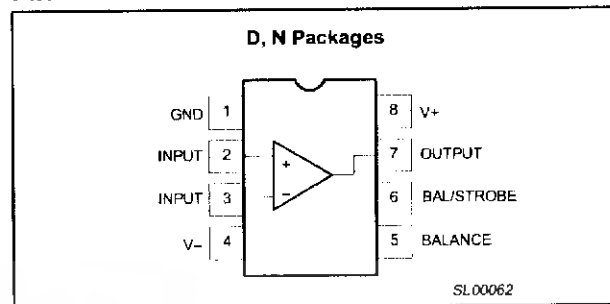 D, N Packages
GND 1 8 V+
INPUT 2 + 7 OUTPUT
INPUT 3 − 6 BAL/STROBE
V− 4 5 BALANCE
SL00062